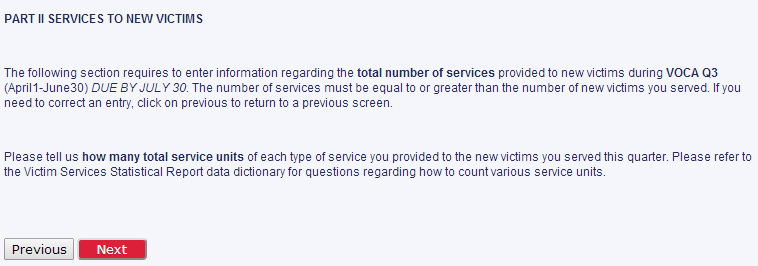 PART II SERVICES TO NEW VICTIMS
The following section requires to enter information regarding the total number of services provided to new victims during VOCA Q3
(April1-June30) DUE BY JULY 30. The number of services must be equal to or greater than the number of new victims you served. If you
need to correct an entry, click on previous to return to a previous screen.
Please tell us how many total service units of each type of service you provided to the new victims you served this quarter. Please refer to
the Victim Services Statistical Report data dictionary for questions regarding how to count various service units.
Previous Next